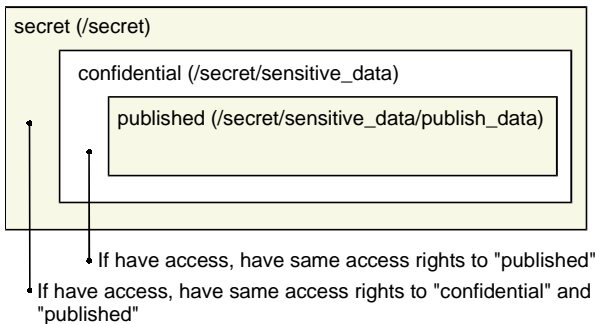 secret (/secret)
confidential (/secret/sensitive_data)
published (/secret/sensitive_data/publish_data)
If have access, have same access rights to "published"
If have access, have same access rights to "confidential" and
"published"